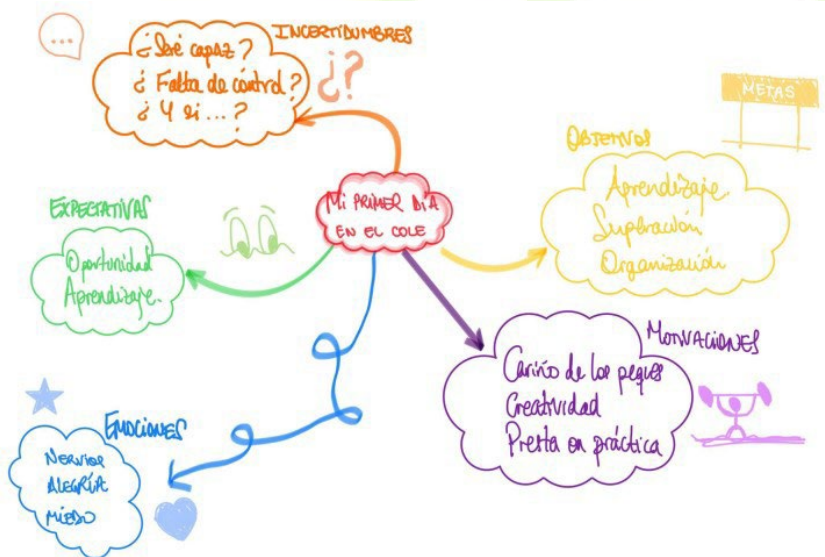 ...
INCERTIDUMBRES
¿Seré capaz?
¿Falta de control?
¿Y si...?
¿?
METAS
OBJETIVOS
Aprendizaje.
Superación
Organización
MI PRIMER DÍA
EN EL COLE
EXPECTATIVAS
Oportunidad
Aprendizaje.
MOTIVACIONES
Cariño de los peques
Creatividad
Puesta en práctica
EMOCIONES
NERVIOS
ALEGRÍA
MIEDO